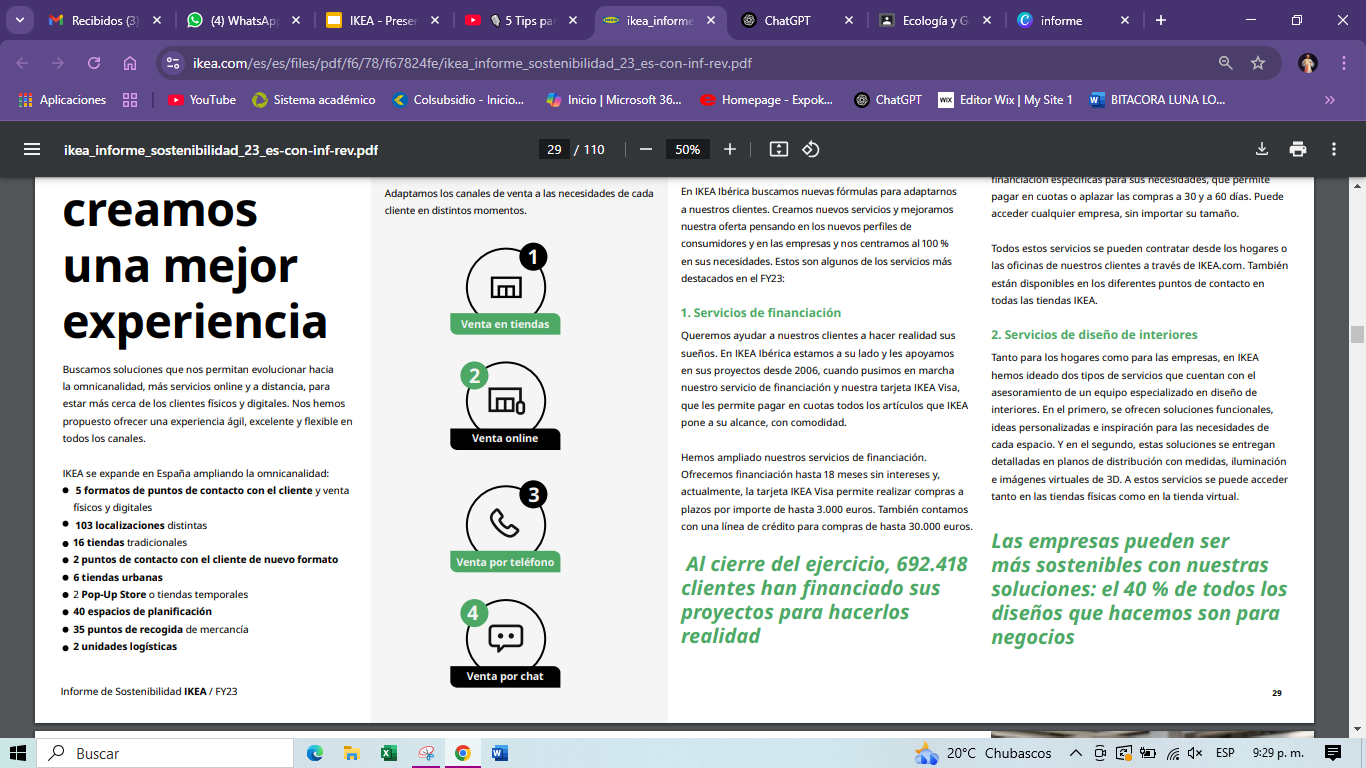 Recibidos (3)
(4) WhatsApp
IKEA - Presen
5 Tips par
ikea_informe
ChatGPT
Ecología y G
informe
ikea.com/es/es/files/pdf/f6/78/f67824fe/ikea_informe_sostenibilidad_23_es-con-inf-rev.pdf
Aplicaciones
YouTube
Sistema académico
Colsubsidio - Inicio...
Inicio | Microsoft 36...
Homepage - Expok...
ChatGPT
WIX
Editor Wix | My Site 1
BITACORA LUNA LO...
ikea_informe_sostenibilidad_23_es-con-inf-rev.pdf
29 / 110
50%
creamos
una mejor
experiencia
Buscamos soluciones que nos permitan evolucionar hacia
la omnicanalidad, más servicios online y a distancia, para
estar más cerca de los clientes físicos y digitales. Nos hemos
propuesto ofrecer una experiencia ágil, excelente y flexible en
todos los canales.
IKEA se expande en España ampliando la omnicanalidad:
● 5 formatos de puntos de contacto con el cliente y venta
físicos y digitales
● 103 localizaciones distintas
● 16 tiendas tradicionales
● 2 puntos de contacto con el cliente de nuevo formato
● 6 tiendas urbanas
● 2 Pop-Up Store o tiendas temporales
● 40 espacios de planificación
● 35 puntos de recogida de mercancía
● 2 unidades logísticas
Informe de Sostenibilidad IKEA / FY23
Adaptamos los canales de venta a las necesidades de cada
cliente en distintos momentos.
1
Venta en tiendas
2
Venta online
3
Venta por teléfono
4
Venta por chat
En IKEA Ibérica buscamos nuevas fórmulas para adaptarnos
a nuestros clientes. Creamos nuevos servicios y mejoramos
nuestra oferta pensando en los nuevos perfiles de
consumidores y en las empresas y nos centramos al 100 %
en sus necesidades. Estos son algunos de los servicios más
destacados en el FY23:
1. Servicios de financiación
Queremos ayudar a nuestros clientes a hacer realidad sus
sueños. En IKEA Ibérica estamos a su lado y les apoyamos
en sus proyectos desde 2006, cuando pusimos en marcha
nuestro servicio de financiación y nuestra tarjeta IKEA Visa,
que les permite pagar en cuotas todos los artículos que IKEA
pone a su alcance, con comodidad.
Hemos ampliado nuestros servicios de financiación.
Ofrecemos financiación hasta 18 meses sin intereses y,
actualmente, la tarjeta IKEA Visa permite realizar compras a
plazos por importe de hasta 3.000 euros. También contamos
con una línea de crédito para compras de hasta 30.000 euros.
Al cierre del ejercicio, 692.418
clientes han financiado sus
proyectos para hacerlos
realidad
financiación específicas para sus necesidades, que permite
pagar en cuotas o aplazar las compras a 30 y a 60 días. Puede
acceder cualquier empresa, sin importar su tamaño.
Todos estos servicios se pueden contratar desde los hogares o
las oficinas de nuestros clientes a través de IKEA.com. También
están disponibles en los diferentes puntos de contacto en
todas las tiendas IKEA.
2. Servicios de diseño de interiores
Tanto para los hogares como para las empresas, en IKEA
hemos ideado dos tipos de servicios que cuentan con el
asesoramiento de un equipo especializado en diseño de
interiores. En el primero, se ofrecen soluciones funcionales,
ideas personalizadas e inspiración para las necesidades de
cada espacio. Y en el segundo, estas soluciones se entregan
detalladas en planos de distribución con medidas, iluminación
e imágenes virtuales de 3D. A estos servicios se puede acceder
tanto en las tiendas físicas como en la tienda virtual.
Las empresas pueden ser
más sostenibles con nuestras
soluciones: el 40 % de todos los
diseños que hacemos son para
negocios
29
Buscar
20°C Chubascos
ESP
9:29 p. m.